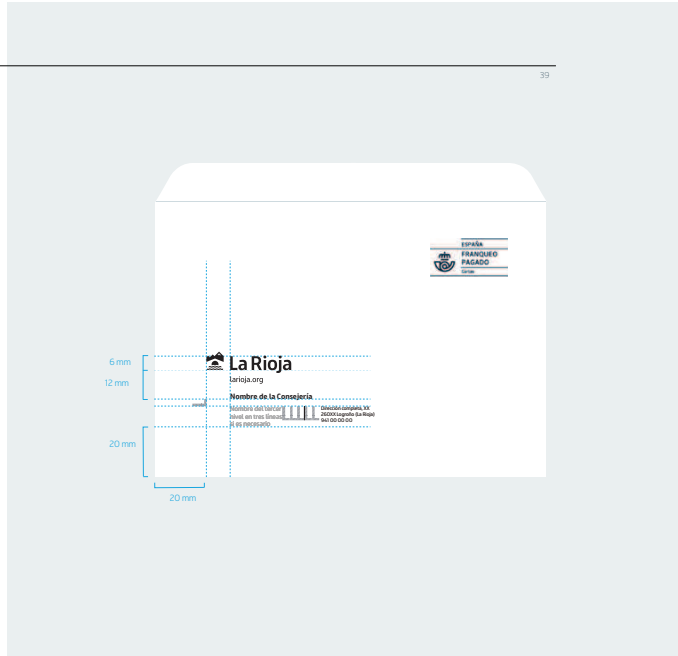 39
ESPAÑA
FRANQUEO
PAGADO
Cartas
6 mm
La Rioja
larioja.org
12 mm
Nombre de la Consejería
Nombre del tercer
nivel en tres líneas
si es necesario
Dirección completa, XX
260XX Logroño (La Rioja)
941 00 00 00
20 mm
20 mm